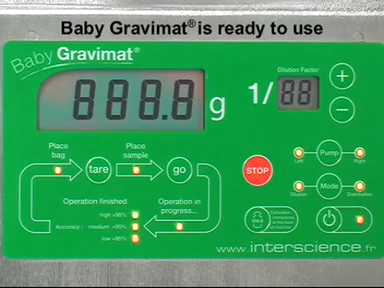 Baby Gravimat® is ready to use
Baby Gravimat®
888.8 g
Dilution Factor
1/88
+
−
Place bag
Place sample
tare
go
STOP
Left
Pump
Right
Dilution
Mode
Distribution
Operation finished
Operation in progress...
high >98%
Accuracy : medium >95%
low <95%
www.interscience.fr